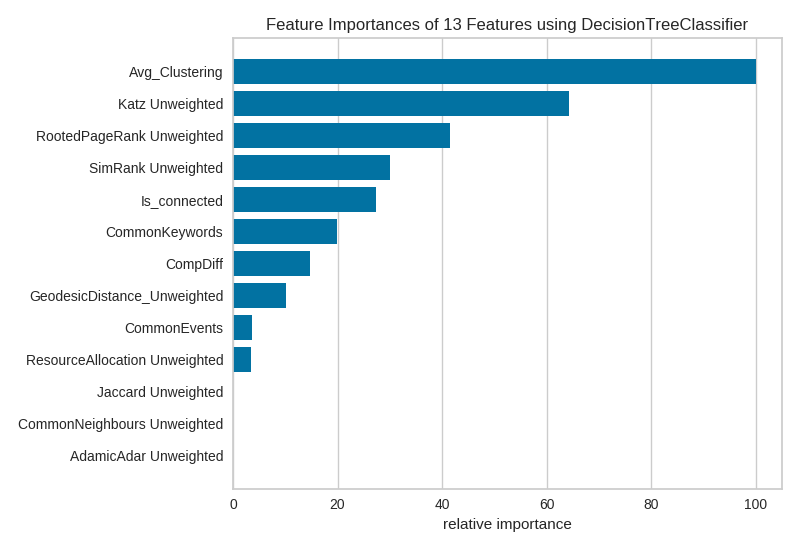 Feature Importances of 13 Features using DecisionTreeClassifier
Avg_Clustering
Katz Unweighted
RootedPageRank Unweighted
SimRank Unweighted
Is_connected
CommonKeywords
CompDiff
GeodesicDistance_Unweighted
CommonEvents
ResourceAllocation Unweighted
Jaccard Unweighted
CommonNeighbours Unweighted
AdamicAdar Unweighted
0 20 40 60 80 100
relative importance